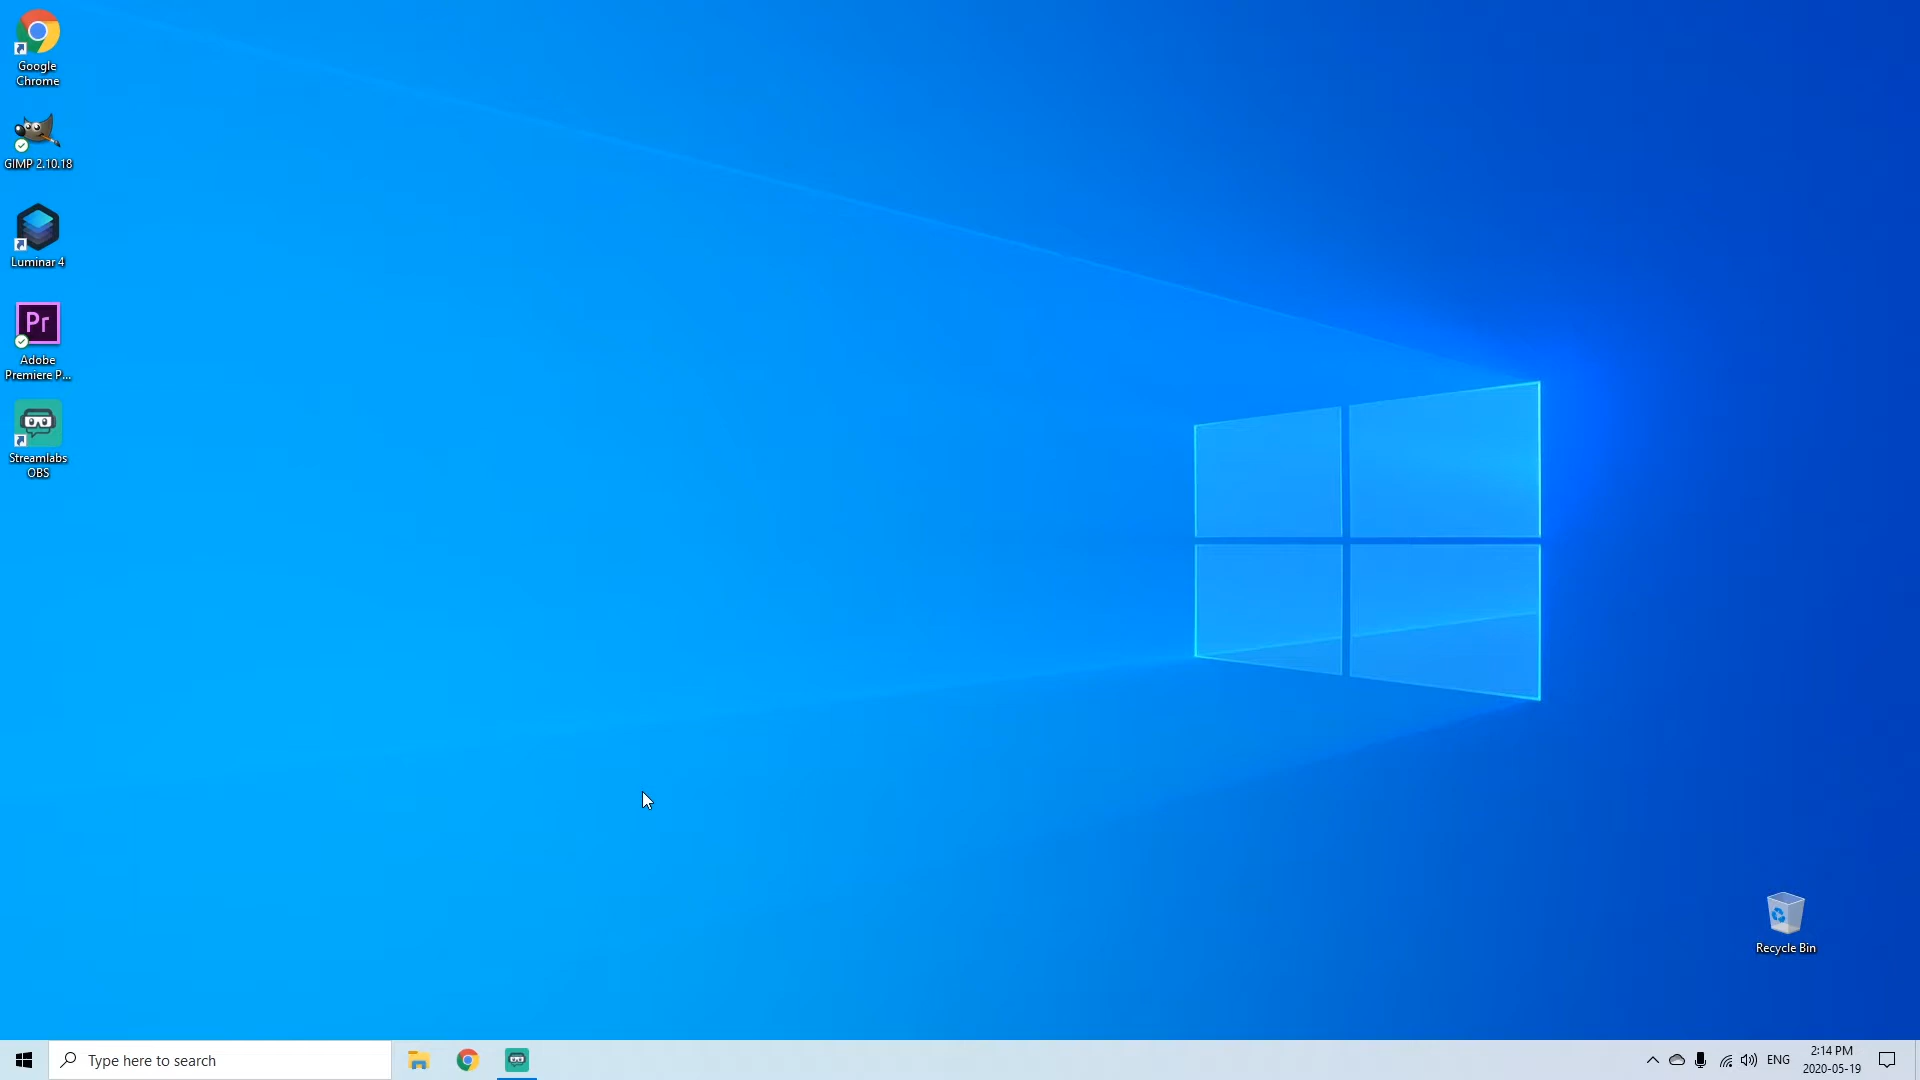 Google
Chrome
GIMP 2.10.18
Luminar 4
Pr
Adobe
Premiere P...
Streamlabs
OBS
Recycle Bin
Type here to search
ENG
2:14 PM
2020-05-19